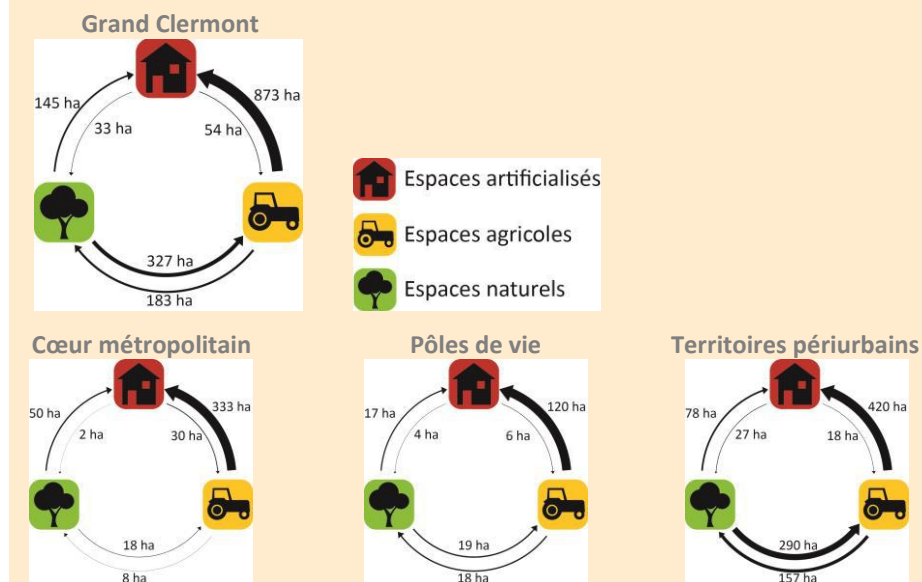 Grand Clermont
145 ha
873 ha
33 ha
54 ha
327 ha
183 ha
Espaces artificialisés
Espaces agricoles
Espaces naturels
Cœur métropolitain
50 ha
333 ha
2 ha
30 ha
18 ha
8 ha
Pôles de vie
17 ha
120 ha
4 ha
6 ha
19 ha
18 ha
Territoires périurbains
78 ha
420 ha
27 ha
18 ha
290 ha
157 ha